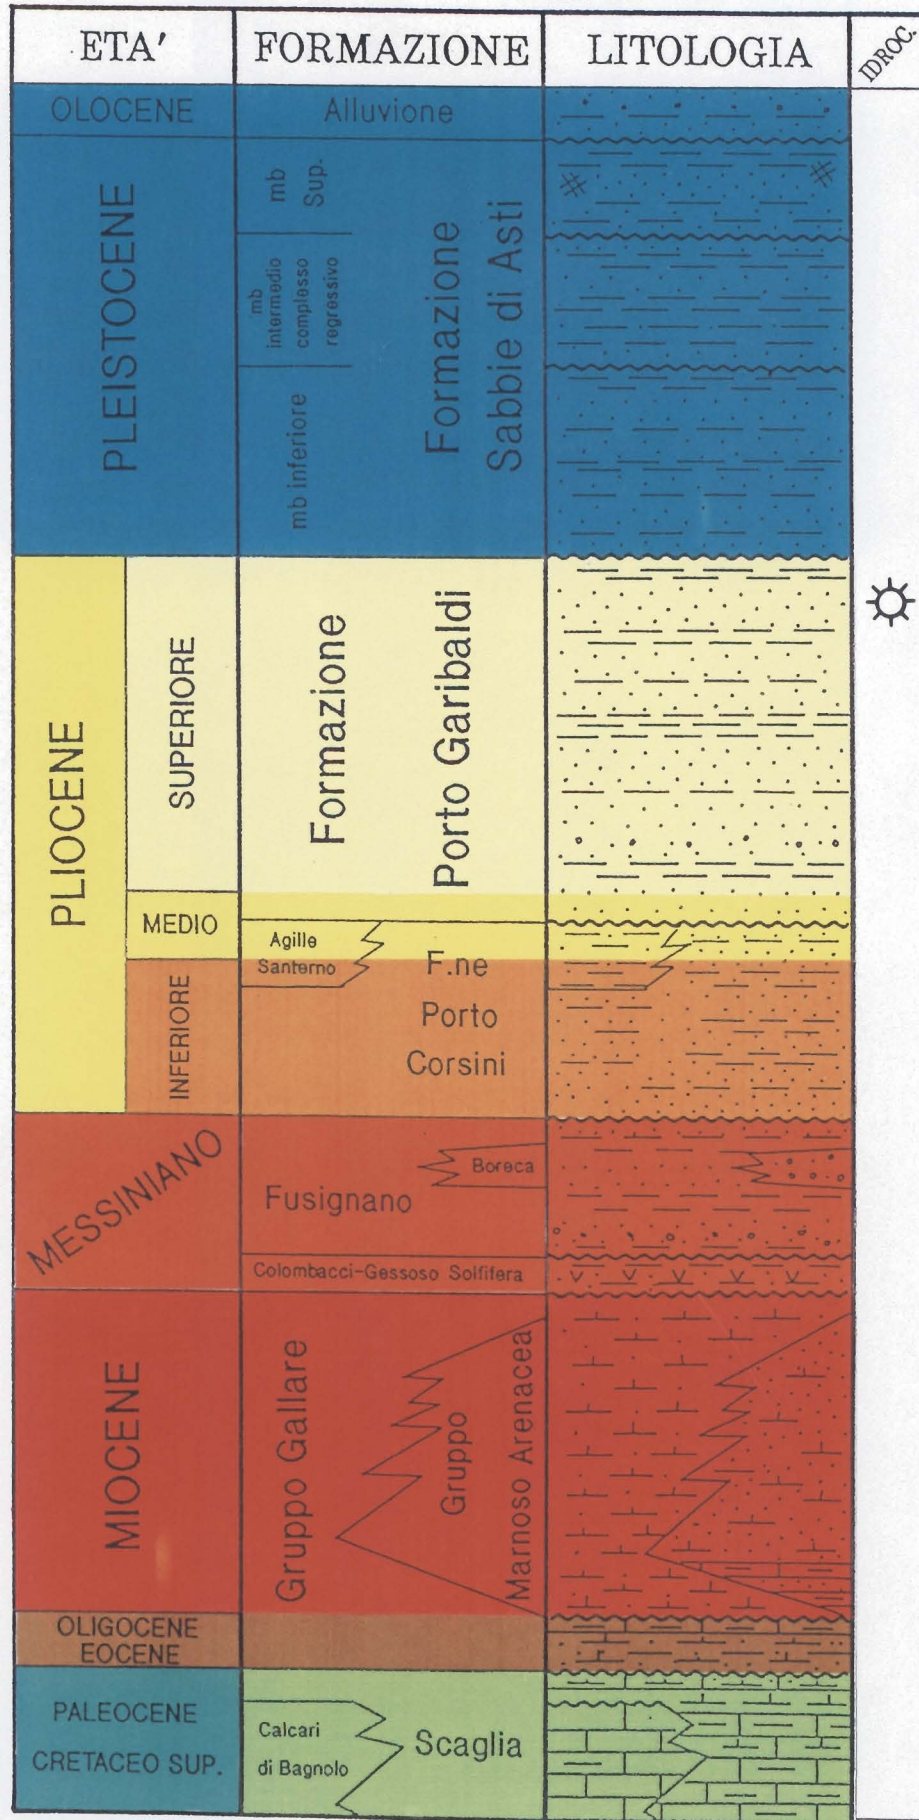 ETA' FORMAZIONE LITOLOGIA IDROC.
OLOCENE Alluvione
PLEISTOCENE
mb
Sup.
mb
intermedio
complesso
regressivo
mb inferiore
Formazione
Sabbie di Asti
PLIOCENE
SUPERIORE
Formazione
Porto Garibaldi
MEDIO
INFERIORE
Agille
Santerno
F.ne
Porto
Corsini
MESSINIANO
Boreca
Fusignano
Colombacci-Gessoso Solfifera
MIOCENE
Gruppo Gallare
Gruppo
Marnoso Arenacea
OLIGOCENE
EOCENE
PALEOCENE
CRETACEO SUP.
Calcari
di Bagnolo
Scaglia